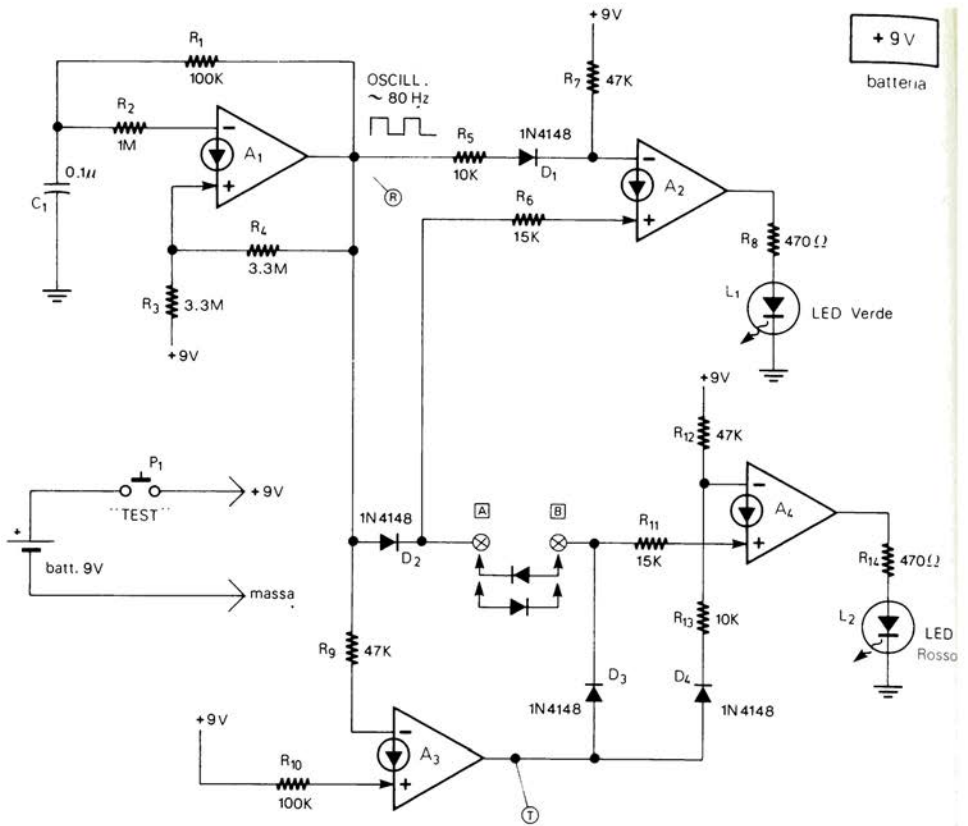 +9V
batteria
R1
100K
R2
1M
0.1µ
C1
A1
R4
3.3M
R3
3.3M
+9V
OSCILL.
~ 80 Hz
R
R5
10K
1N4148
D1
+9V
R7
47K
R6
15K
A2
R8
470Ω
L1
LED Verde
+
P1
"TEST"
+9V
batt. 9V
massa
1N4148
D2
A
B
R11
15K
+9V
R12
47K
A4
R14
470Ω
L2
LED
Rosso
R13
10K
R9
47K
D3
1N4148
D4
1N4148
+9V
R10
100K
A3
T